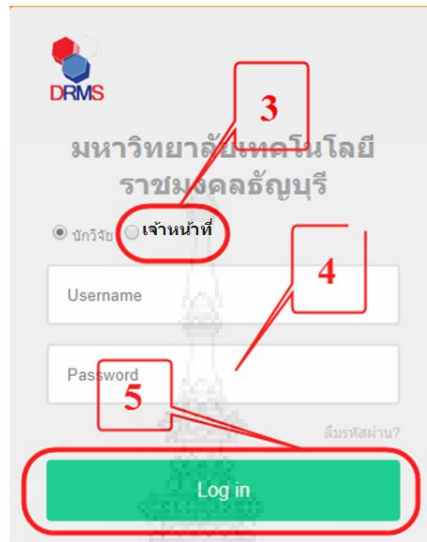 DRMS
3
มหาวิทยาลัยเทคโนโลยี
ราชมงคลธัญบุรี
นักวิจัย เจ้าหน้าที่
4
Username
Password
5
ลืมรหัสผ่าน?
Log in